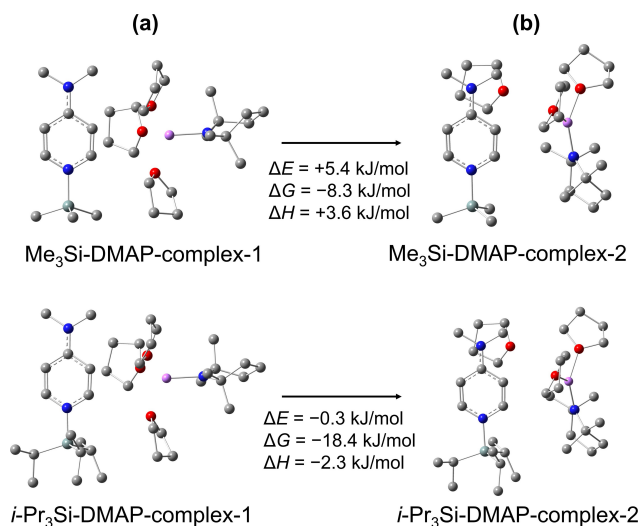 (a) (b)
ΔE = +5.4 kJ/mol
ΔG = −8.3 kJ/mol
ΔH = +3.6 kJ/mol
Me₃Si-DMAP-complex-1 Me₃Si-DMAP-complex-2
ΔE = −0.3 kJ/mol
ΔG = −18.4 kJ/mol
ΔH = −2.3 kJ/mol
i-Pr₃Si-DMAP-complex-1 i-Pr₃Si-DMAP-complex-2